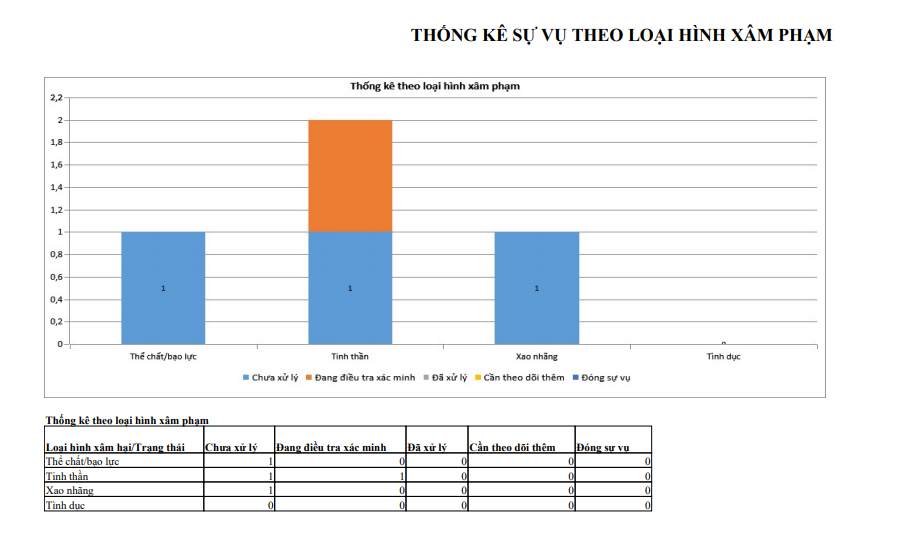 THỐNG KÊ SỰ VỤ THEO LOẠI HÌNH XÂM PHẠM
Thống kê theo loại hình xâm phạm
2,2
2
1,8
1,6
1,4
1,2
1
0,8
0,6
0,4
0,2
0
1
1
1
0
Thể chất/bạo lực Tinh thần Xao nhãng Tình dục
Chưa xử lý Đang điều tra xác minh Đã xử lý Cần theo dõi thêm Đóng sự vụ
Thống kê theo loại hình xâm phạm
Loại hình xâm hại/Trạng thái Chưa xử lý Đang điều tra xác minh Đã xử lý Cần theo dõi thêm Đóng sự vụ
Thể chất/bạo lực 1 0 0 0 0
Tinh thần 1 1 0 0 0
Xao nhãng 1 0 0 0 0
Tình dục 0 0 0 0 0